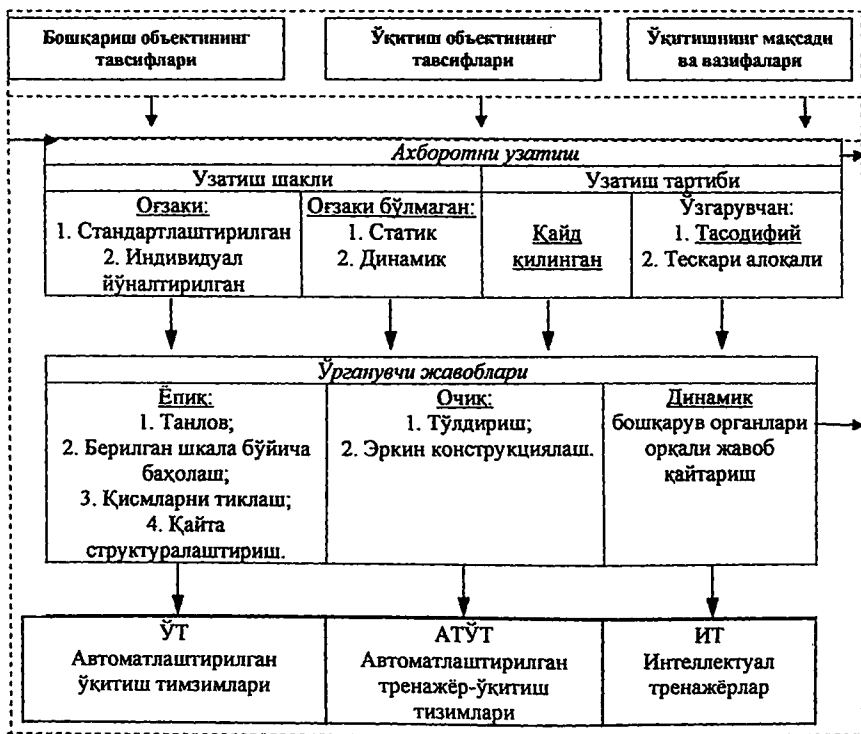 Бошқариш объектининг
тавсифлари
Ўқитиш объектининг
тавсифлари
Ўқитишнинг мақсади
ва вазифалари
Ахборотни узатиш
Узатиш шакли
Узатиш тартиби
Оғзаки:
1. Стандартлаштирилган
2. Индивидуал
йўналтирилган
Оғзаки бўлмаган:
1. Статик
2. Динамик
Қайд
қилинган
Ўзгарувчан:
1. Тасодифий
2. Тескари алоқали
Ўрганувчи жавоблари
Ёпиқ:
1. Танлов;
2. Берилган шкала бўйича
баҳолаш;
3. Қисмларни тиклаш;
4. Қайта
структуралаштириш.
Очиқ:
1. Тўлдириш;
2. Эркин конструкциялаш.
Динамик
бошқарув органлари
орқали жавоб
қайтариш
ЎТ
Автоматлаштирилган
ўқитиш тимзимлари
АТЎТ
Автоматлаштирилган
тренажёр-ўқитиш
тизимлари
ИТ
Интеллектуал
тренажёрлар